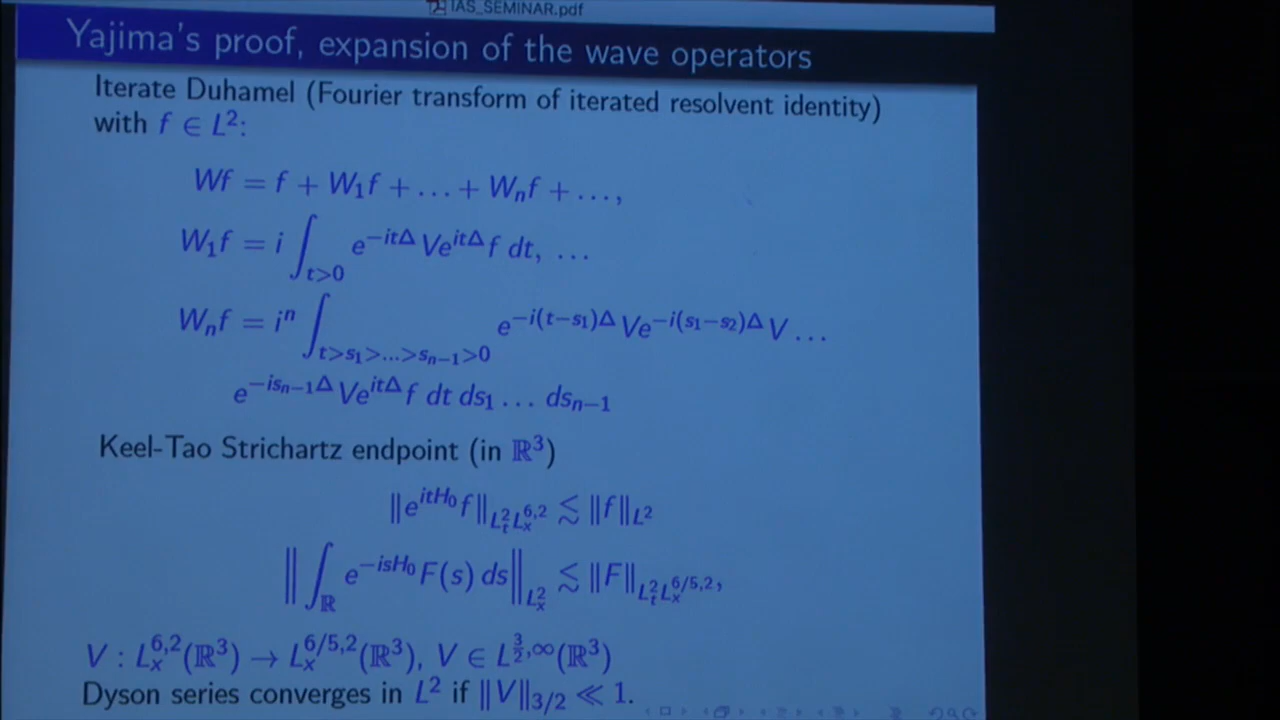 IAS_SEMINAR.pdf
Yajima's proof, expansion of the wave operators
Iterate Duhamel (Fourier transform of iterated resolvent identity)
with f ∈ L²:
Wf = f + W₁f + … + Wₙf + …,
W₁f = i ∫_{t>0} e^{−itΔ} Ve^{itΔ} f dt, …
Wₙf = iⁿ ∫_{t>s₁>…>s_{n−1}>0} e^{−i(t−s₁)Δ} Ve^{−i(s₁−s₂)Δ} V …
e^{−is_{n−1}Δ} Ve^{itΔ} f dt ds₁ … ds_{n−1}
Keel-Tao Strichartz endpoint (in ℝ³)
‖e^{itH₀} f‖_{L²_t L^{6,2}_x} ≲ ‖f‖_{L²}
‖∫_ℝ e^{−isH₀} F(s) ds‖_{L²_x} ≲ ‖F‖_{L²_t L^{6/5,2}_x},
V : L^{6,2}_x(ℝ³) → L^{6/5,2}_x(ℝ³), V ∈ L^{3/2,∞}(ℝ³)
Dyson series converges in L² if ‖V‖_{3/2} ≪ 1.